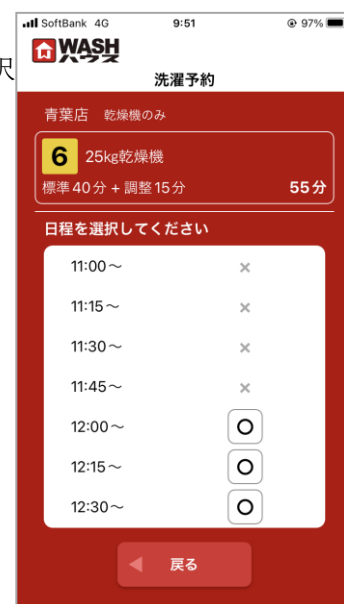 SoftBank 4G 9:51 97%
WASH
ハウス
洗濯予約
択
青葉店 乾燥機のみ
6 25kg乾燥機
標準40分+調整15分 55分
日程を選択してください
11:00～ ×
11:15～ ×
11:30～ ×
11:45～ ×
12:00～ ○
12:15～ ○
12:30～ ○
戻る